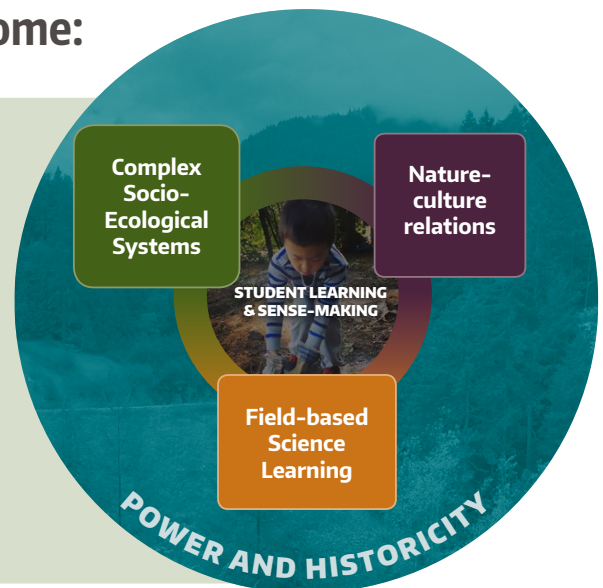 ome:
Complex
Socio-
Ecological
Systems
Nature-
culture
relations
STUDENT LEARNING
& SENSE-MAKING
Field-based
Science
Learning
POWER AND HISTORICITY